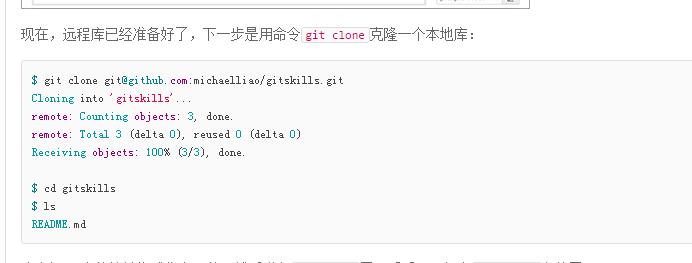 现在，远程库已经准备好了，下一步是用命令git clone克隆一个本地库：
$ git clone git@github.com:michaelliao/gitskills.git
Cloning into 'gitskills'...
remote: Counting objects: 3, done.
remote: Total 3 (delta 0), reused 0 (delta 0)
Receiving objects: 100% (3/3), done.
$ cd gitskills
$ ls
README.md